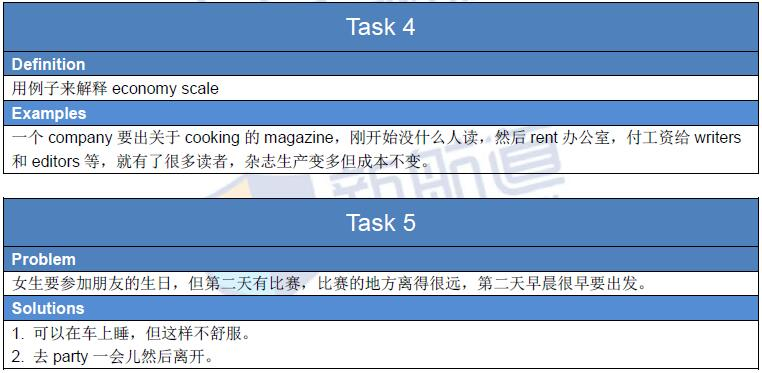 Task 4
Definition
用例子来解释 economy scale
Examples
一个 company 要出关于 cooking 的 magazine，刚开始没什么人读，然后 rent 办公室，付工资给 writers
和 editors 等，就有了很多读者，杂志生产变多但成本不变。
Task 5
Problem
女生要参加朋友的生日，但第二天有比赛，比赛的地方离得很远，第二天早晨很早要出发。
Solutions
1. 可以在车上睡，但这样不舒服。
2. 去 party 一会儿然后离开。
新航道